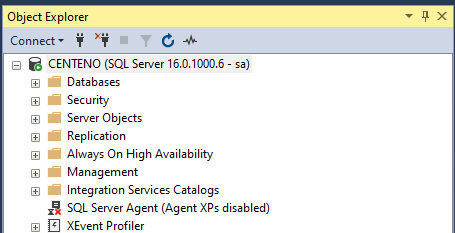 Object Explorer
Connect
CENTENO (SQL Server 16.0.1000.6 - sa)
Databases
Security
Server Objects
Replication
Always On High Availability
Management
Integration Services Catalogs
SQL Server Agent (Agent XPs disabled)
XEvent Profiler